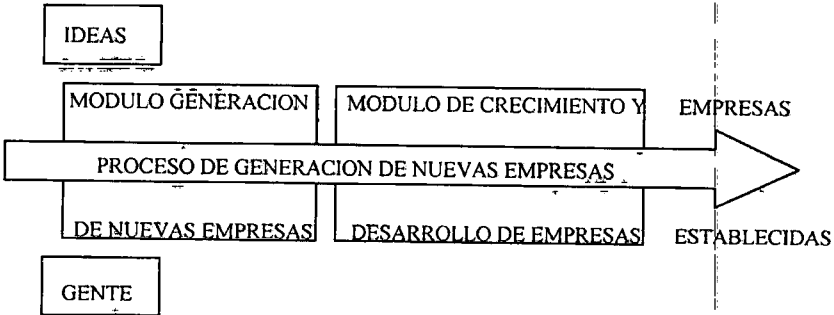 IDEAS
MODULO GENERACION MODULO DE CRECIMIENTO Y EMPRESAS
PROCESO DE GENERACION DE NUEVAS EMPRESAS
DE NUEVAS EMPRESAS DESARROLLO DE EMPRESAS ESTABLECIDAS
GENTE